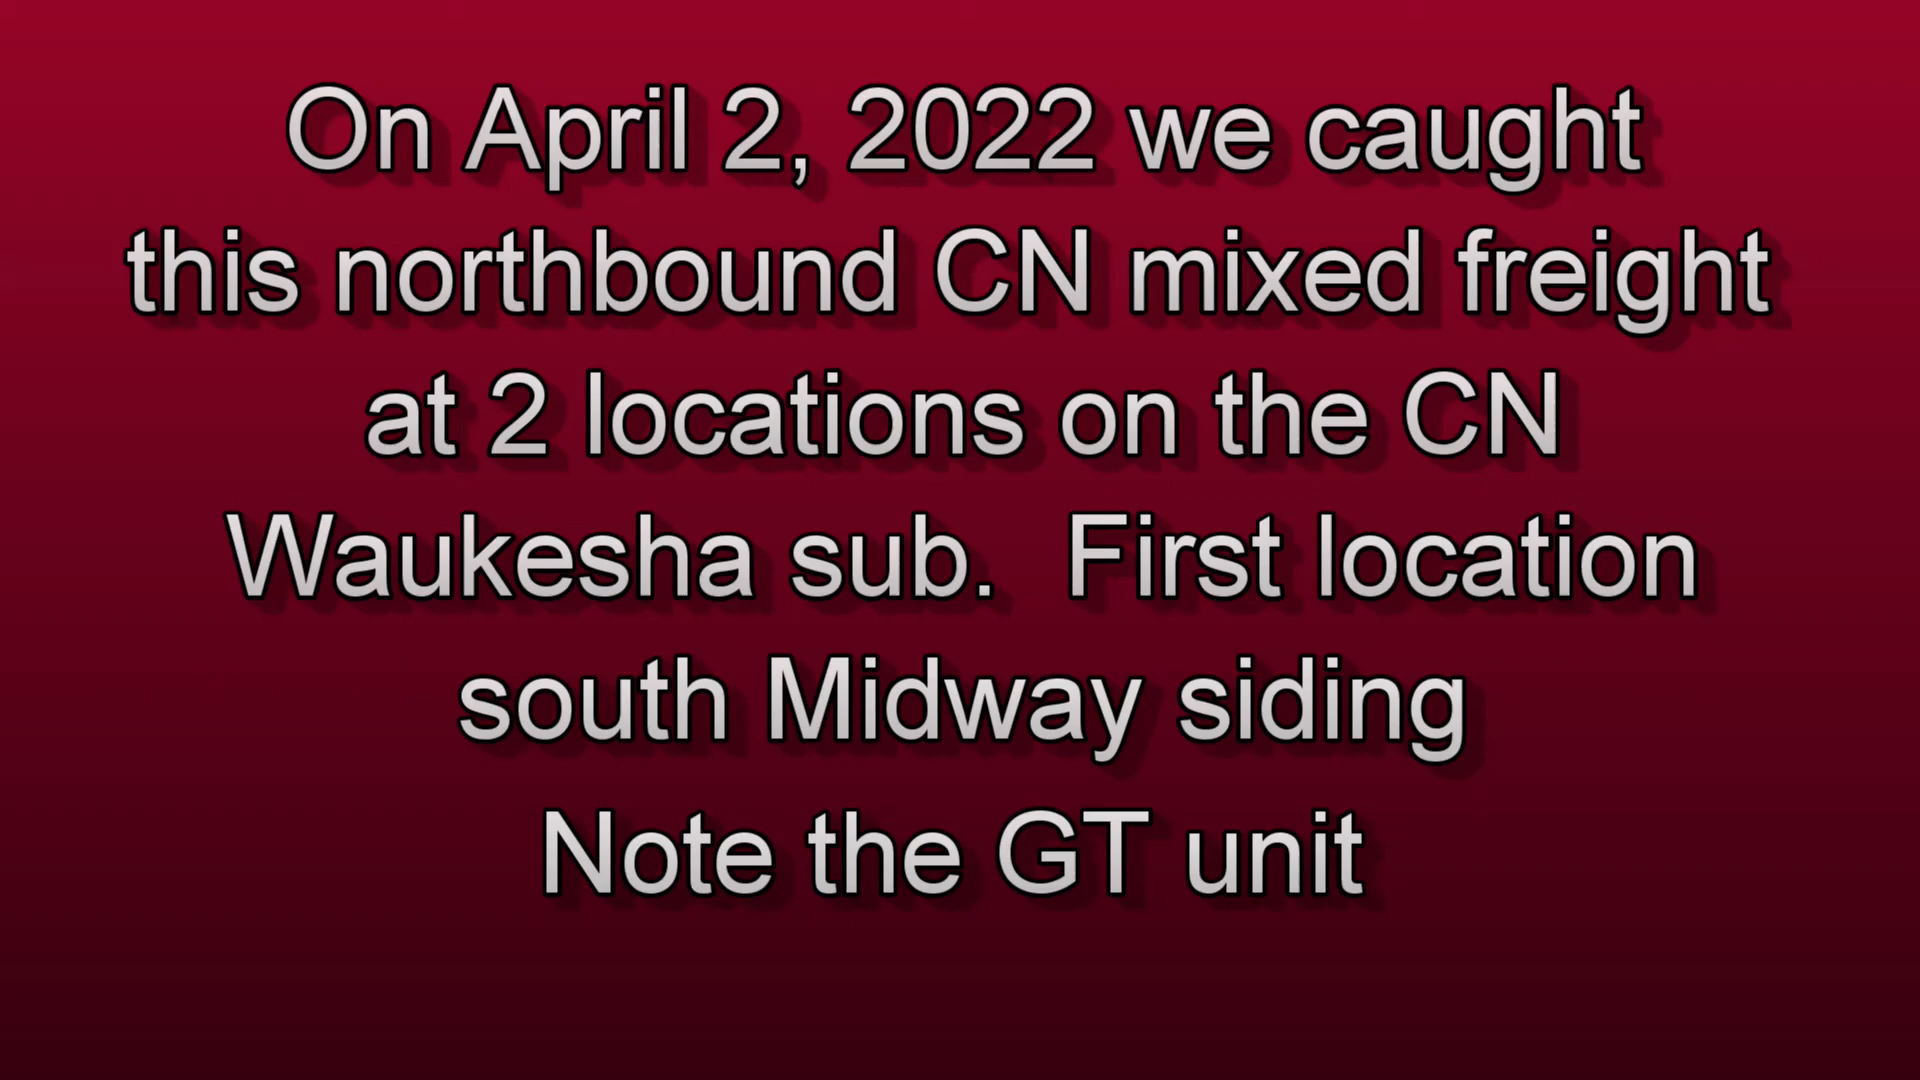 On April 2, 2022 we caught
this northbound CN mixed freight
at 2 locations on the CN
Waukesha sub.  First location
south Midway siding
Note the GT unit